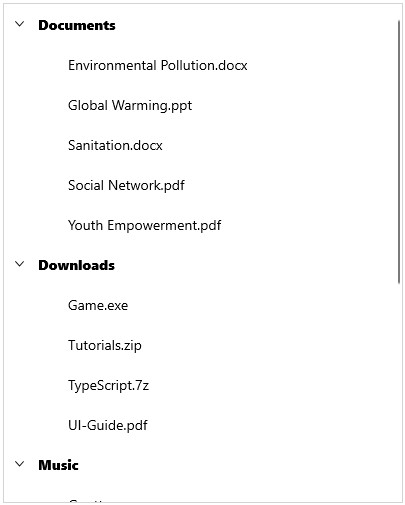 Documents
Environmental Pollution.docx
Global Warming.ppt
Sanitation.docx
Social Network.pdf
Youth Empowerment.pdf
Downloads
Game.exe
Tutorials.zip
TypeScript.7z
UI-Guide.pdf
Music